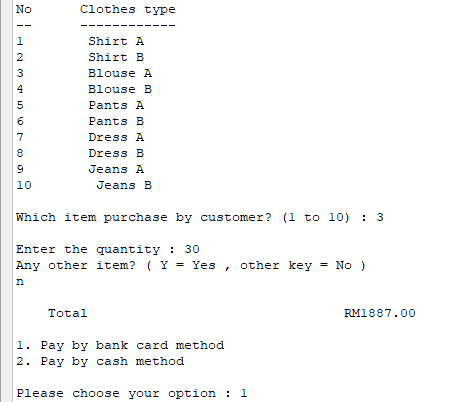 No      Clothes type
--      ------------
1        Shirt A
2        Shirt B
3        Blouse A
4        Blouse B
5        Pants A
6        Pants B
7        Dress A
8        Dress B
9        Jeans A
10        Jeans B
Which item purchase by customer? (1 to 10) : 3
Enter the quantity : 30
Any other item? ( Y = Yes , other key = No )
n
    Total                                RM1887.00
1. Pay by bank card method
2. Pay by cash method
Please choose your option : 1